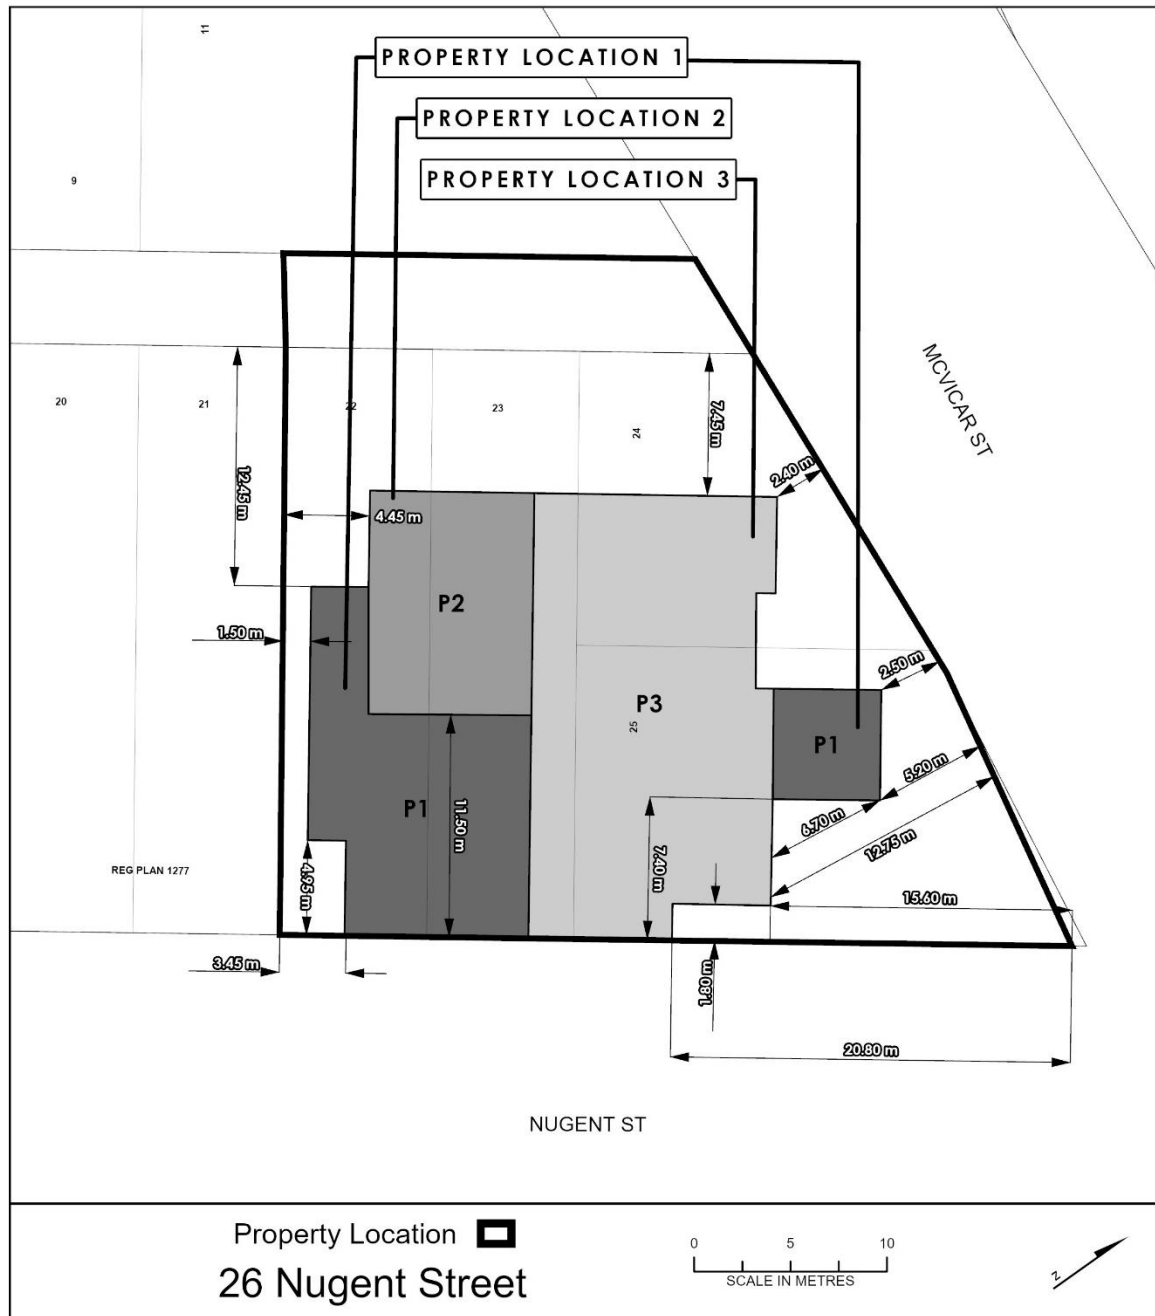 11
PROPERTY LOCATION 1
PROPERTY LOCATION 2
PROPERTY LOCATION 3
9
MCVICAR ST
20
21
22
23
24
12.45 m
7.45 m
2.40 m
4.45 m
P2
1.50 m
2.50 m
P3
25
P1
5.20 m
P1
11.50 m
6.70 m
12.75 m
7.40 m
REG PLAN 1277
4.95 m
15.60 m
3.45 m
1.80 m
20.80 m
NUGENT ST
Property Location
26 Nugent Street
0 5 10
SCALE IN METRES
Z